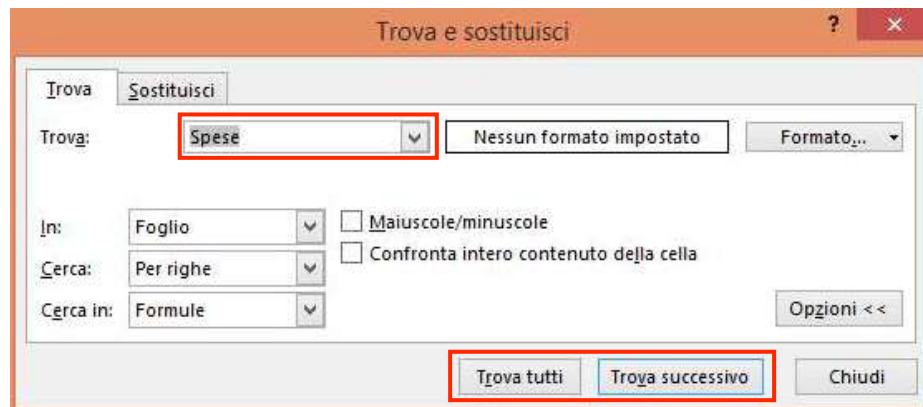 Trova e sostituisci ? ×
Trova Sostituisci
Trova: Spese Nessun formato impostato Formato...
In: Foglio Maiuscole/minuscole
Cerca: Per righe Confronta intero contenuto della cella
Cerca in: Formule Opzioni <<
Trova tutti Trova successivo Chiudi